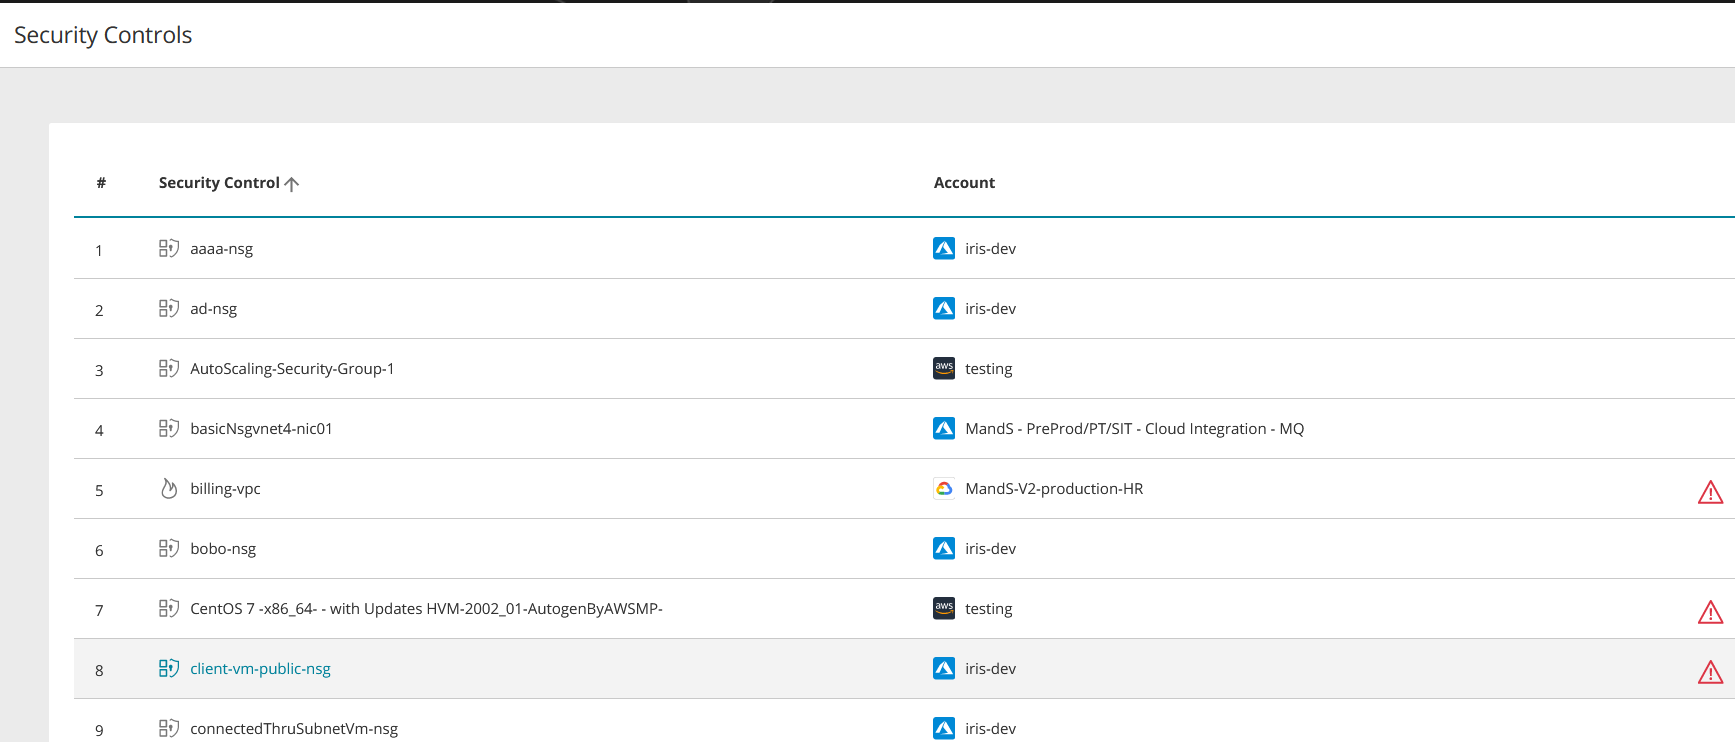 Security Controls
# Security Control Account
1 aaaa-nsg iris-dev
2 ad-nsg iris-dev
3 AutoScaling-Security-Group-1 aws testing
4 basicNsgvnet4-nic01 MandS - PreProd/PT/SIT - Cloud Integration - MQ
5 billing-vpc MandS-V2-production-HR
6 bobo-nsg iris-dev
7 CentOS 7 -x86_64- - with Updates HVM-2002_01-AutogenByAWSMP- aws testing
8 client-vm-public-nsg iris-dev
9 connectedThruSubnetVm-nsg iris-dev